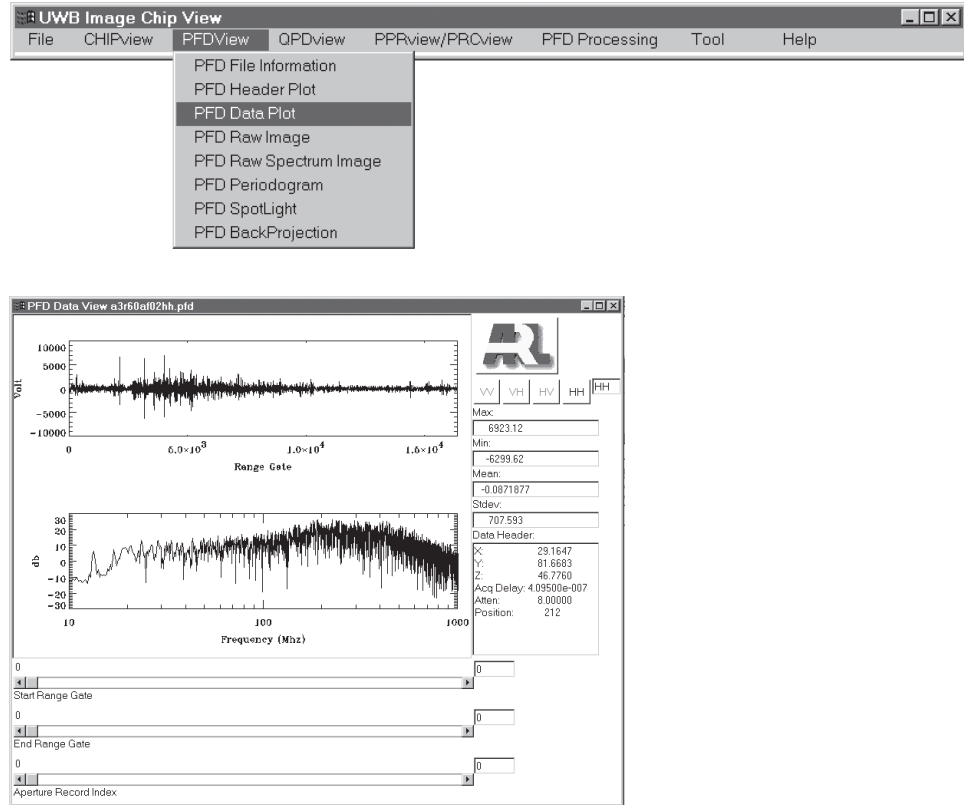 UWB Image Chip View
File CHIPview PFDView QPDview PPRview/PRCview PFD Processing Tool Help
PFD File Information
PFD Header Plot
PFD Data Plot
PFD Raw Image
PFD Raw Spectrum Image
PFD Periodogram
PFD SpotLight
PFD BackProjection
PFD Data View a3r60af02hh.pfd
10000
5000
0
-5000
-10000
Volt
0 5.0×10³ 1.0×10⁴ 1.5×10⁴
Range Gate
30
20
10
0
-10
-20
-30
db
10 100 1000
Frequency (Mhz)
ARL
VV VH HV HH HH
Max:
6923.12
Min:
-6299.62
Mean:
-0.0871877
Stdev:
707.593
Data Header:
X: 29.1647
Y: 81.6683
Z: 46.7760
Acq Delay: 4.09500e-007
Atten: 8.00000
Position: 212
0 0
Start Range Gate
0 0
End Range Gate
0 0
Aperture Record Index